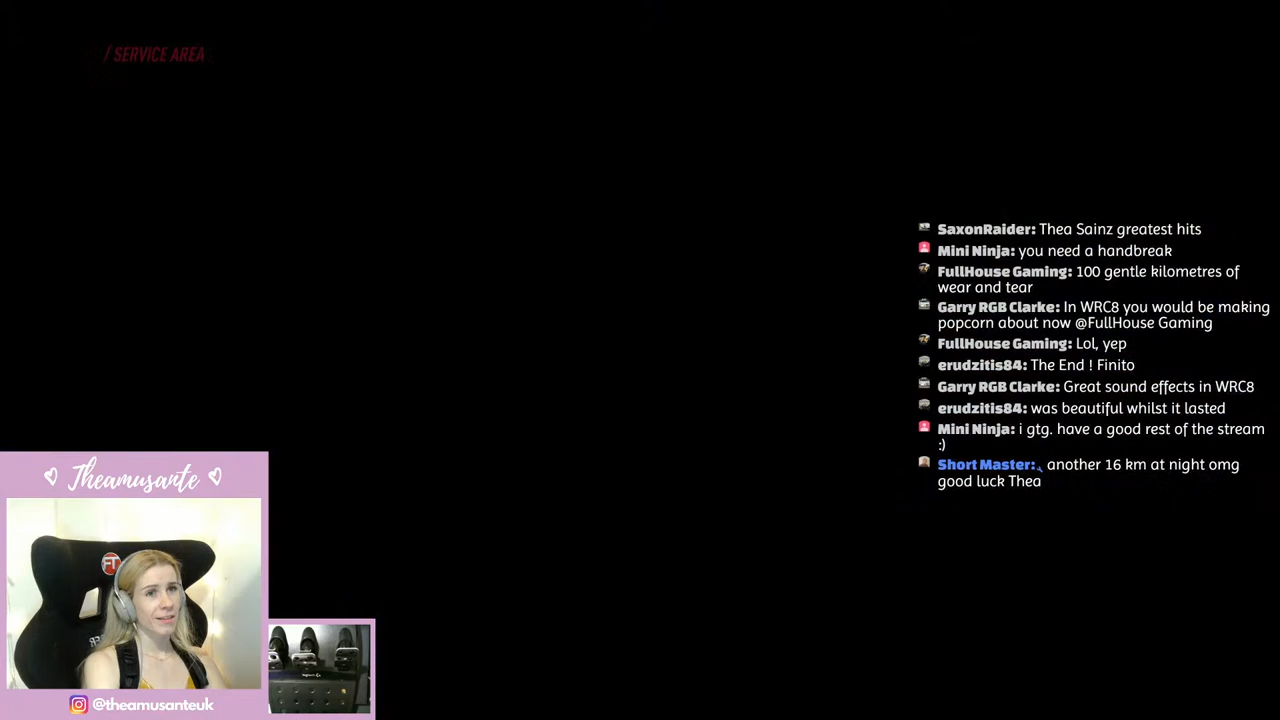 / SERVICE AREA
SaxonRaider: Thea Sainz greatest hits
Mini Ninja: you need a handbreak
FullHouse Gaming: 100 gentle kilometres of
wear and tear
Garry RGB Clarke: In WRC8 you would be making
popcorn about now @FullHouse Gaming
FullHouse Gaming: Lol, yep
erudzitis84: The End ! Finito
Garry RGB Clarke: Great sound effects in WRC8
erudzitis84: was beautiful whilst it lasted
Mini Ninja: i gtg. have a good rest of the stream
:)
Short Master: another 16 km at night omg
good luck Thea
Theamusante
FT
@theamusanteuk